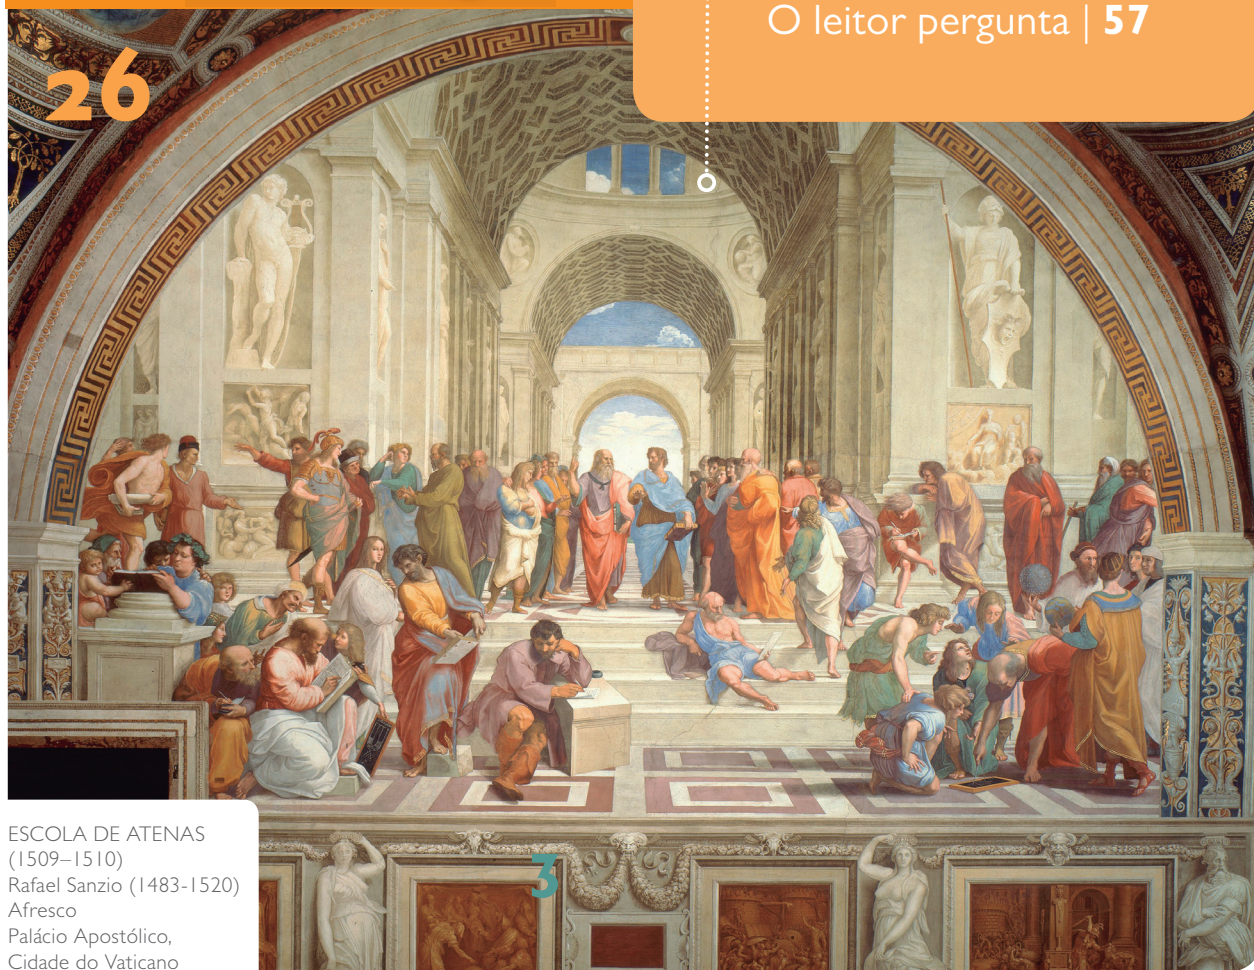 O leitor pergunta | 57
26
3
ESCOLA DE ATENAS
(1509–1510)
Rafael Sanzio (1483-1520)
Afresco
Palácio Apostólico,
Cidade do Vaticano